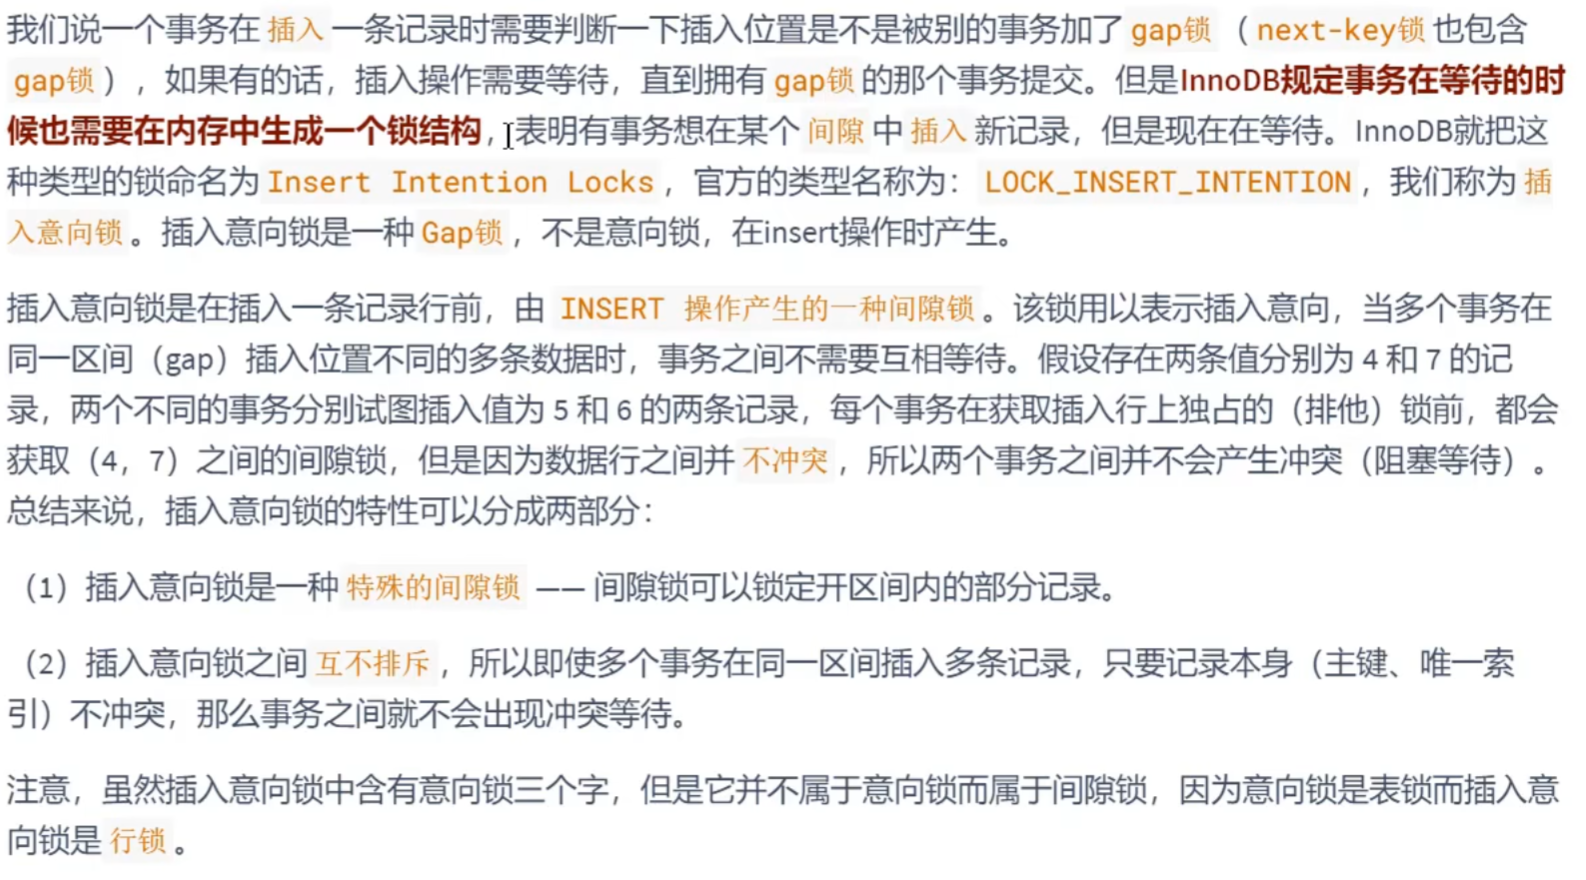 我们说一个事务在 插入 一条记录时需要判断一下插入位置是不是被别的事务加了 gap锁 （ next-key锁 也包含
gap锁 ），如果有的话，插入操作需要等待，直到拥有 gap锁 的那个事务提交。但是InnoDB规定事务在等待的时
候也需要在内存中生成一个锁结构，表明有事务想在某个 间隙 中 插入 新记录，但是现在在等待。InnoDB就把这
种类型的锁命名为 Insert Intention Locks ，官方的类型名称为： LOCK_INSERT_INTENTION ，我们称为 插
入意向锁 。插入意向锁是一种 Gap锁 ，不是意向锁，在insert操作时产生。
插入意向锁是在插入一条记录行前，由 INSERT 操作产生的一种间隙锁 。该锁用以表示插入意向，当多个事务在
同一区间（gap）插入位置不同的多条数据时，事务之间不需要互相等待。假设存在两条值分别为 4 和 7 的记
录，两个不同的事务分别试图插入值为 5 和 6 的两条记录，每个事务在获取插入行上独占的（排他）锁前，都会
获取（4，7）之间的间隙锁，但是因为数据行之间并 不冲突 ，所以两个事务之间并不会产生冲突（阻塞等待）。
总结来说，插入意向锁的特性可以分成两部分：
（1）插入意向锁是一种 特殊的间隙锁 —— 间隙锁可以锁定开区间内的部分记录。
（2）插入意向锁之间 互不排斥 ，所以即使多个事务在同一区间插入多条记录，只要记录本身（主键、唯一索
引）不冲突，那么事务之间就不会出现冲突等待。
注意，虽然插入意向锁中含有意向锁三个字，但是它并不属于意向锁而属于间隙锁，因为意向锁是表锁而插入意
向锁是 行锁 。